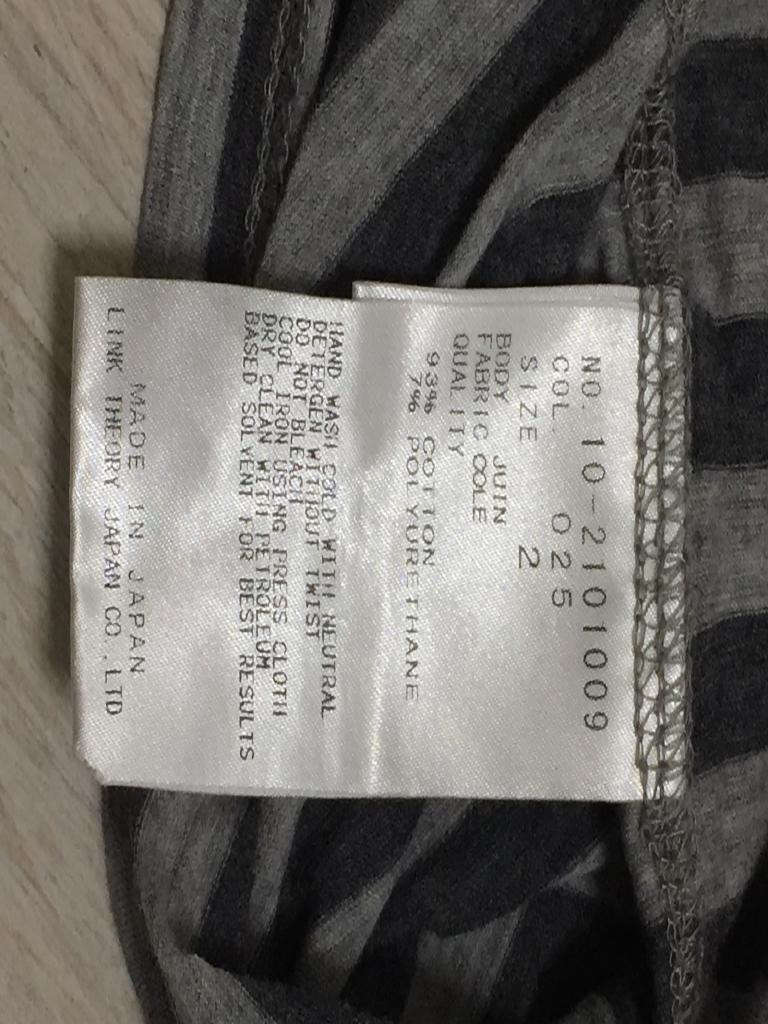 NO. 10-2101009
COL. 025
SIZE 2
BODY JUIN
FABRIC COLE
QUALITY
93% COTTON
7% POLYURETHANE
HAND WASH COLD WITH NEUTRAL
DETERGEN WITHOUT TWIST
DO NOT BLEACH
COOL IRON USING PRESS CLOTH
DRY CLEAN WITH PETROLEUM
BASED SOLVENT FOR BEST RESULTS
MADE IN JAPAN
LINK THEORY JAPAN CO.,LTD